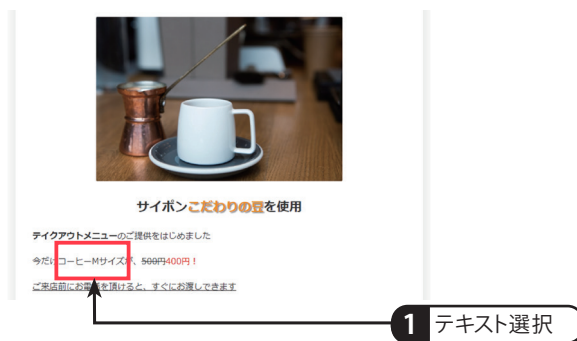 サイポンこだわりの豆を使用
テイクアウトメニューのご提供をはじめました
今だけコーヒーMサイズが、500円400円！
ご来店前にお電話を頂けると、すぐにお渡しできます
1 テキスト選択